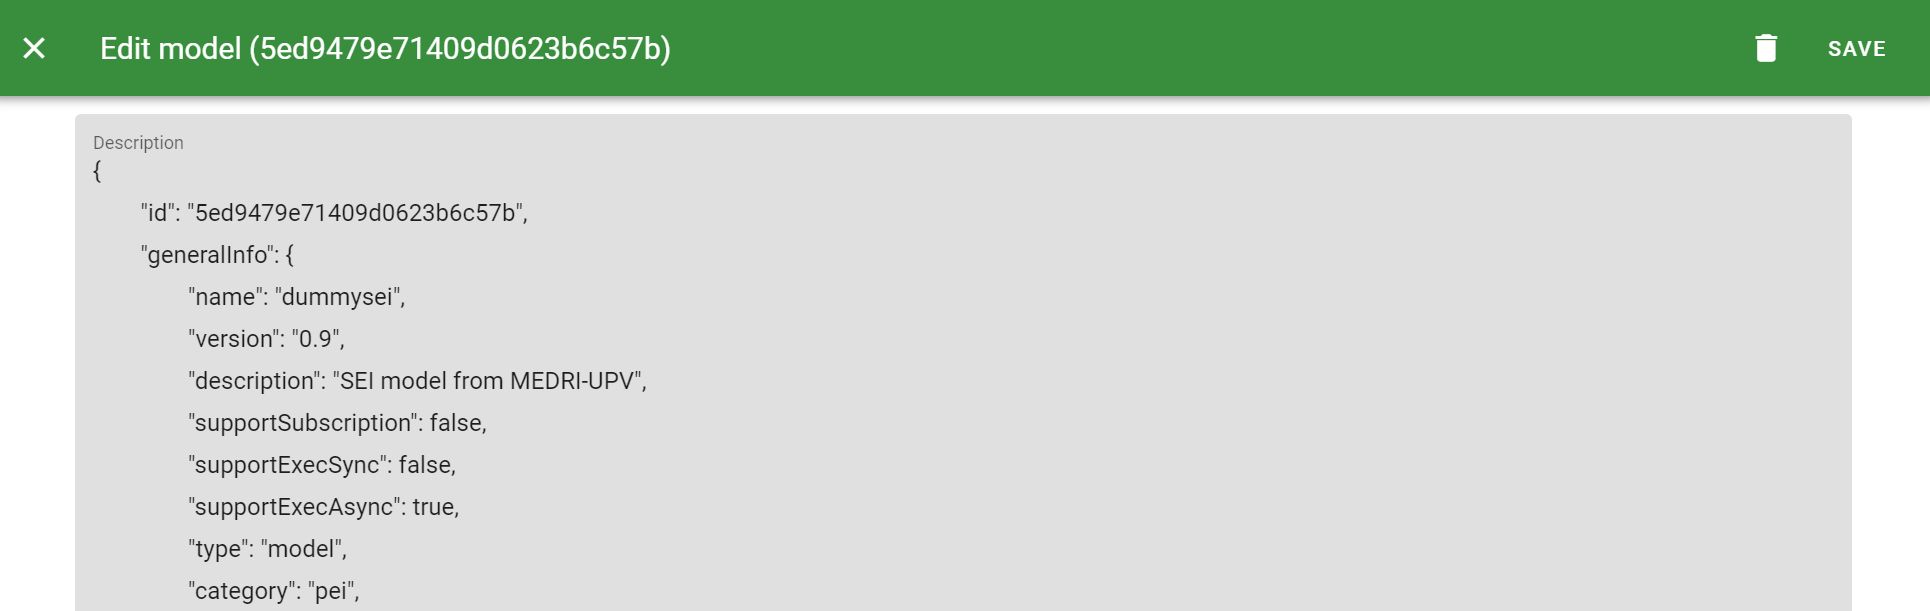 Edit model (5ed9479e71409d0623b6c57b)
SAVE
Description
{
"id": "5ed9479e71409d0623b6c57b",
"generalInfo": {
"name": "dummysei",
"version": "0.9",
"description": "SEI model from MEDRI-UPV",
"supportSubscription": false,
"supportExecSync": false,
"supportExecAsync": true,
"type": "model",
"category": "pei",